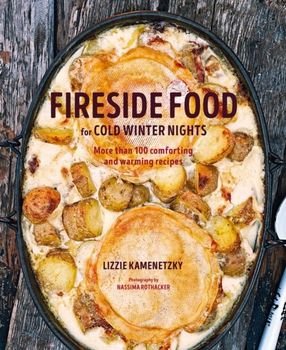 FIRESIDE FOOD
for COLD WINTER NIGHTS
More than 100 comforting
and warming recipes
LIZZIE KAMENETZKY
Photography by
NASSIMA ROTHACKER